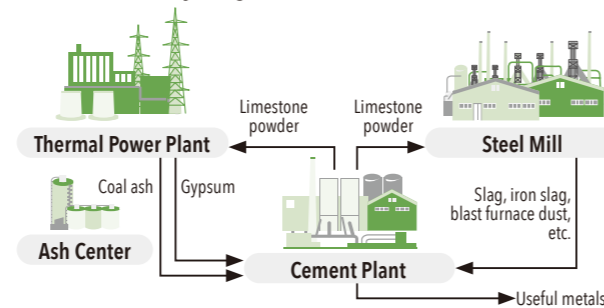 Limestone
powder
Limestone
powder
Thermal Power Plant
Steel Mill
Coal ash
Gypsum
Slag, iron slag,
blast furnace dust,
etc.
Ash Center
Cement Plant
Useful metals